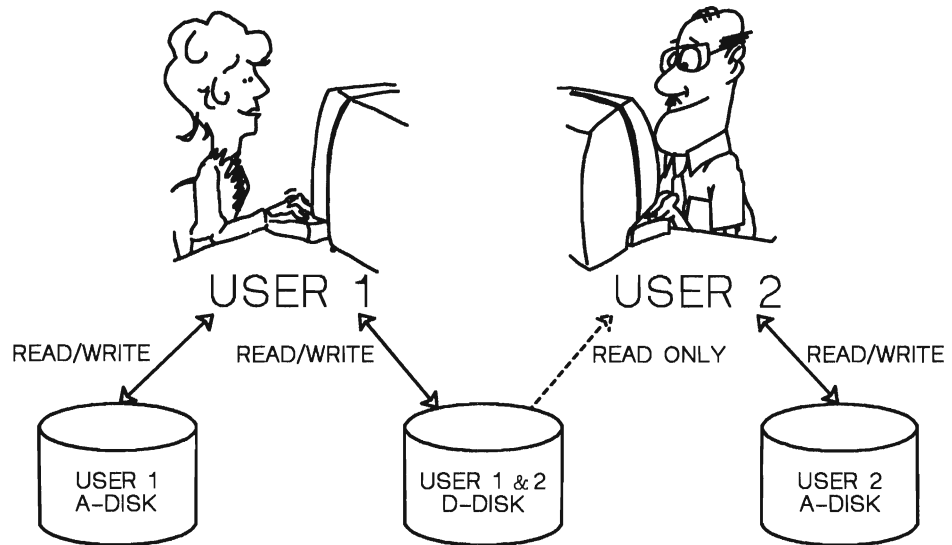 USER 1
USER 2
READ/WRITE
READ/WRITE
READ ONLY
READ/WRITE
USER 1
A-DISK
USER 1 & 2
D-DISK
USER 2
A-DISK